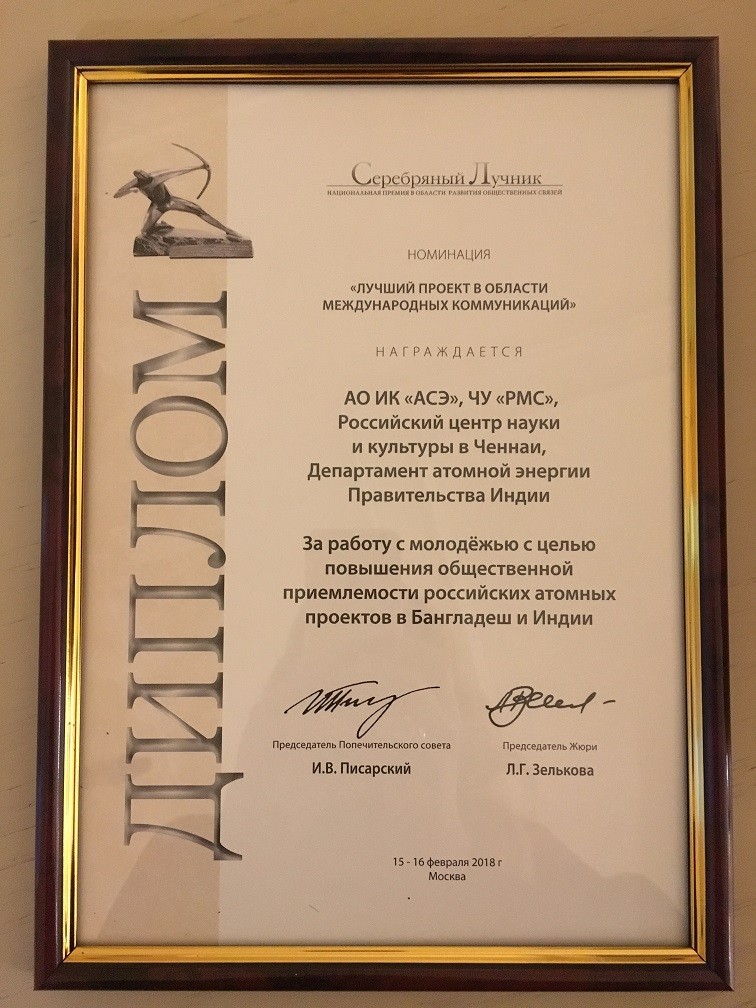 ДИПЛОМ
Серебряный Лучник
НАЦИОНАЛЬНАЯ ПРЕМИЯ В ОБЛАСТИ РАЗВИТИЯ ОБЩЕСТВЕННЫХ СВЯЗЕЙ
НОМИНАЦИЯ
«ЛУЧШИЙ ПРОЕКТ В ОБЛАСТИ
МЕЖДУНАРОДНЫХ КОММУНИКАЦИЙ»
НАГРАЖДАЕТСЯ
АО ИК «АСЭ», ЧУ «РМС»,
Российский центр науки
и культуры в Ченнаи,
Департамент атомной энергии
Правительства Индии
За работу с молодёжью с целью
повышения общественной
приемлемости российских атомных
проектов в Бангладеш и Индии
Председатель Попечительского совета
И.В. Писарский
Председатель Жюри
Л.Г. Зелькова
15 - 16 февраля 2018 г
Москва